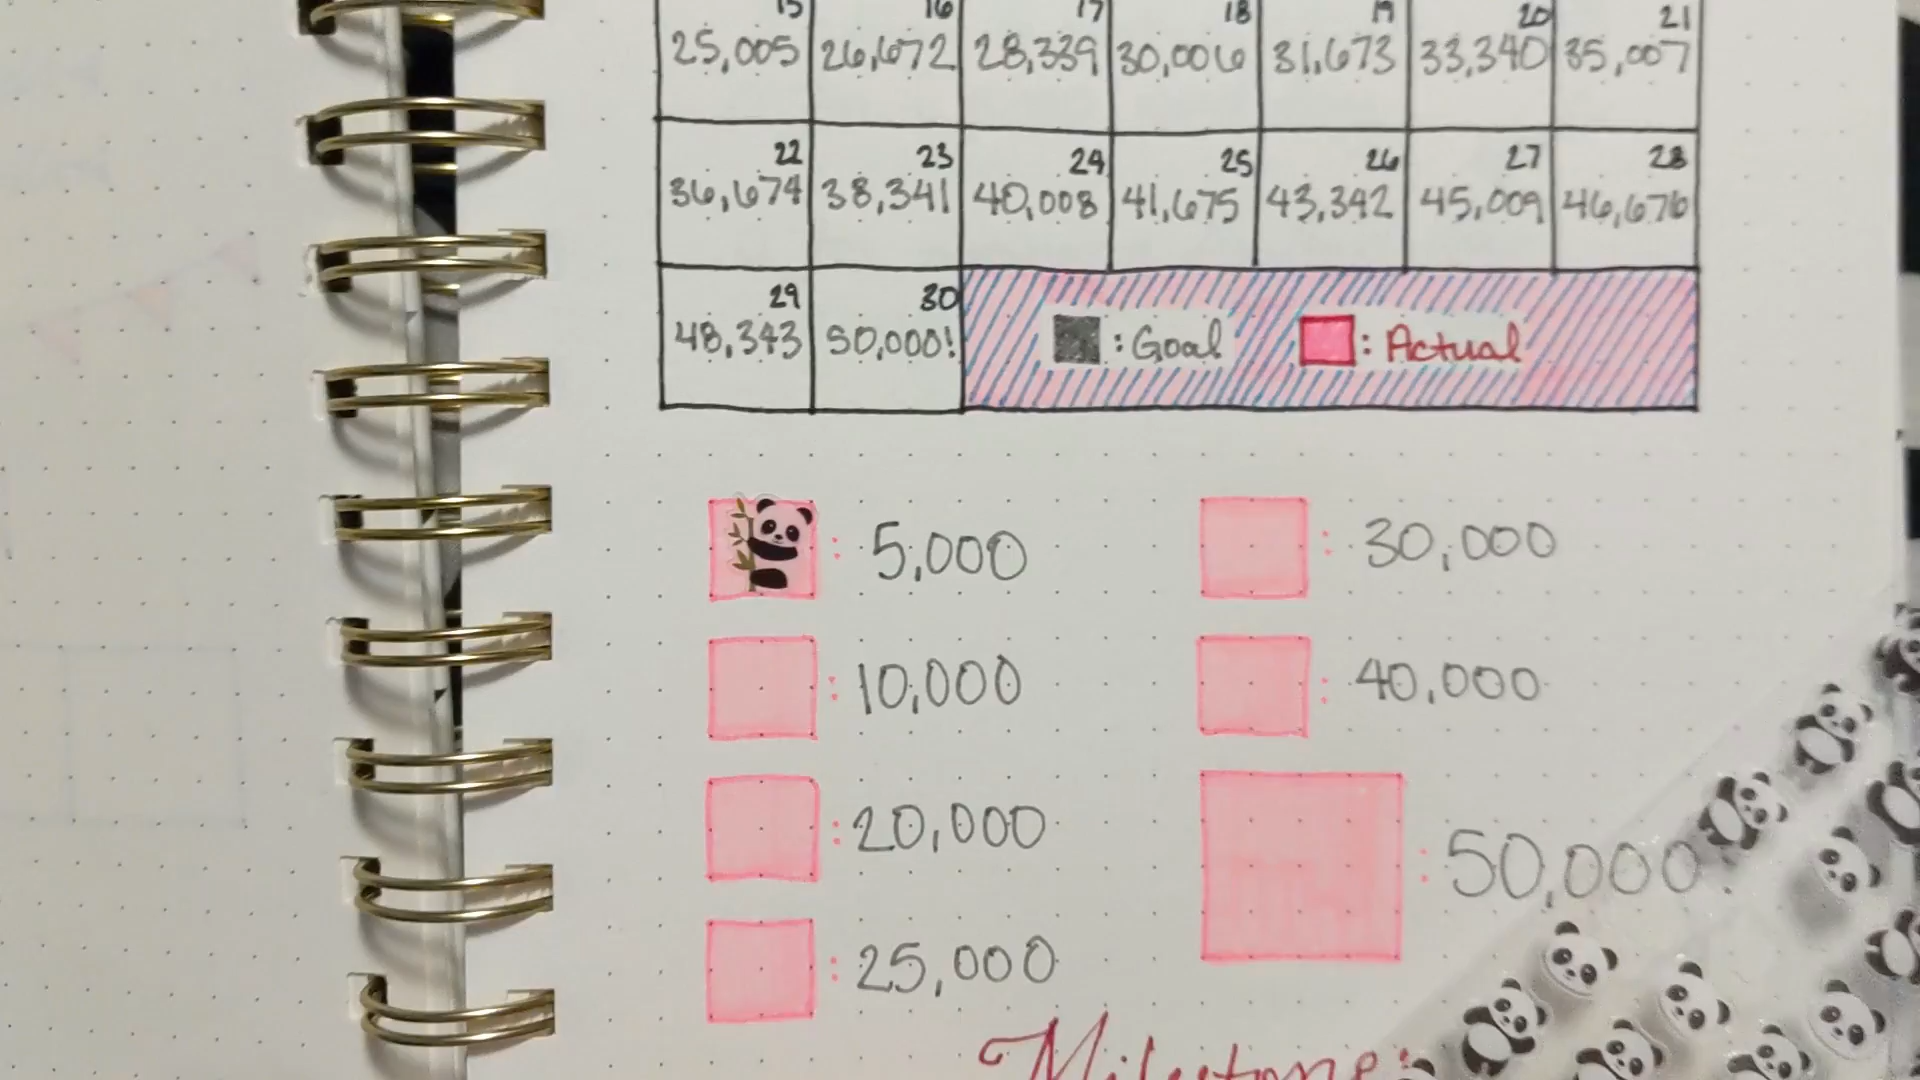 15 16 17 18 19 20 21
25,005 26,672 28,339 30,006 31,673 33,340 35,007
22 23 24 25 26 27 28
36,674 38,341 40,008 41,675 43,342 45,009 46,676
29 30
48,343 50,000! : Goal : Actual
: 5,000 : 30,000
: 10,000 : 40,000
: 20,000
: 50,000
: 25,000
Milestones